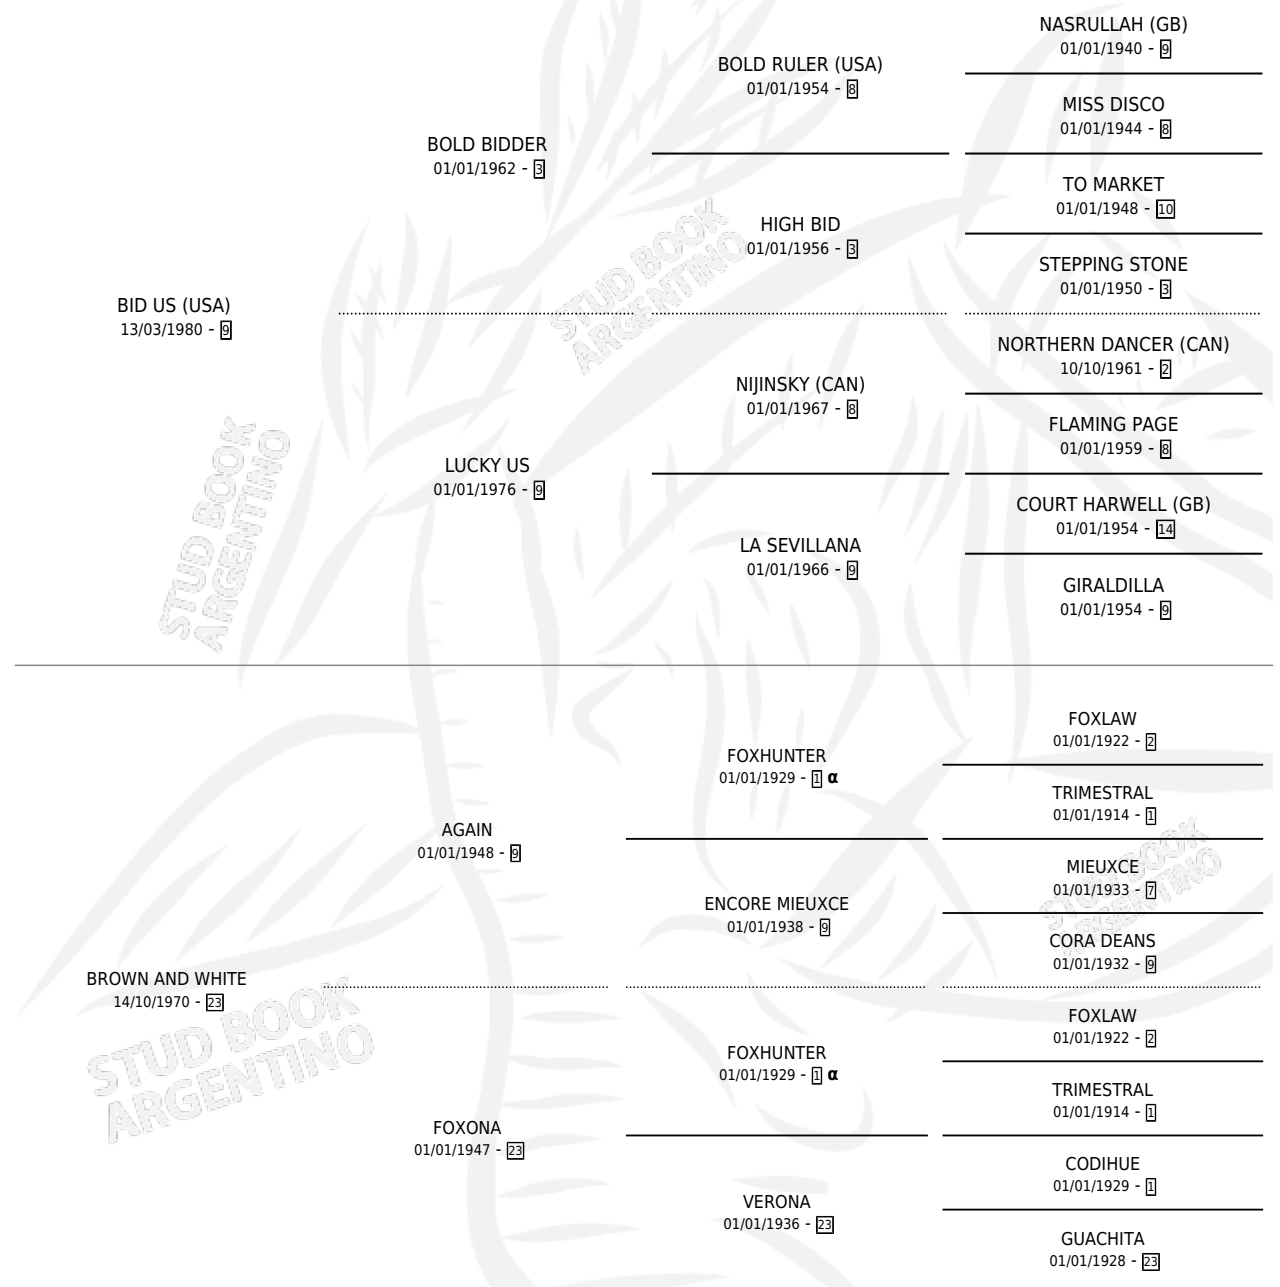 NASRULLAH (GB)
01/01/1940 - 9
BOLD RULER (USA)
01/01/1954 - 8
MISS DISCO
01/01/1944 - 8
BOLD BIDDER
01/01/1962 - 3
TO MARKET
01/01/1948 - 10
HIGH BID
01/01/1956 - 3
STEPPING STONE
01/01/1950 - 3
BID US (USA)
13/03/1980 - 9
NORTHERN DANCER (CAN)
10/10/1961 - 2
NIJINSKY (CAN)
01/01/1967 - 8
FLAMING PAGE
01/01/1959 - 8
LUCKY US
01/01/1976 - 9
COURT HARWELL (GB)
01/01/1954 - 14
LA SEVILLANA
01/01/1966 - 9
GIRALDILLA
01/01/1954 - 9
FOXLAW
01/01/1922 - 2
FOXHUNTER
01/01/1929 - 1 α
TRIMESTRAL
01/01/1914 - 1
AGAIN
01/01/1948 - 9
MIEUXCE
01/01/1933 - 7
ENCORE MIEUXCE
01/01/1938 - 9
CORA DEANS
01/01/1932 - 9
BROWN AND WHITE
14/10/1970 - 23
FOXLAW
01/01/1922 - 2
FOXHUNTER
01/01/1929 - 1 α
TRIMESTRAL
01/01/1914 - 1
FOXONA
01/01/1947 - 23
CODIHUE
01/01/1929 - 1
VERONA
01/01/1936 - 23
GUACHITA
01/01/1928 - 23
STUD BOOK
ARGENTINO
STUD BOOK
ARGENTINO
STUD BOOK
ARGENTINO
STUD BOOK
ARGENTINO